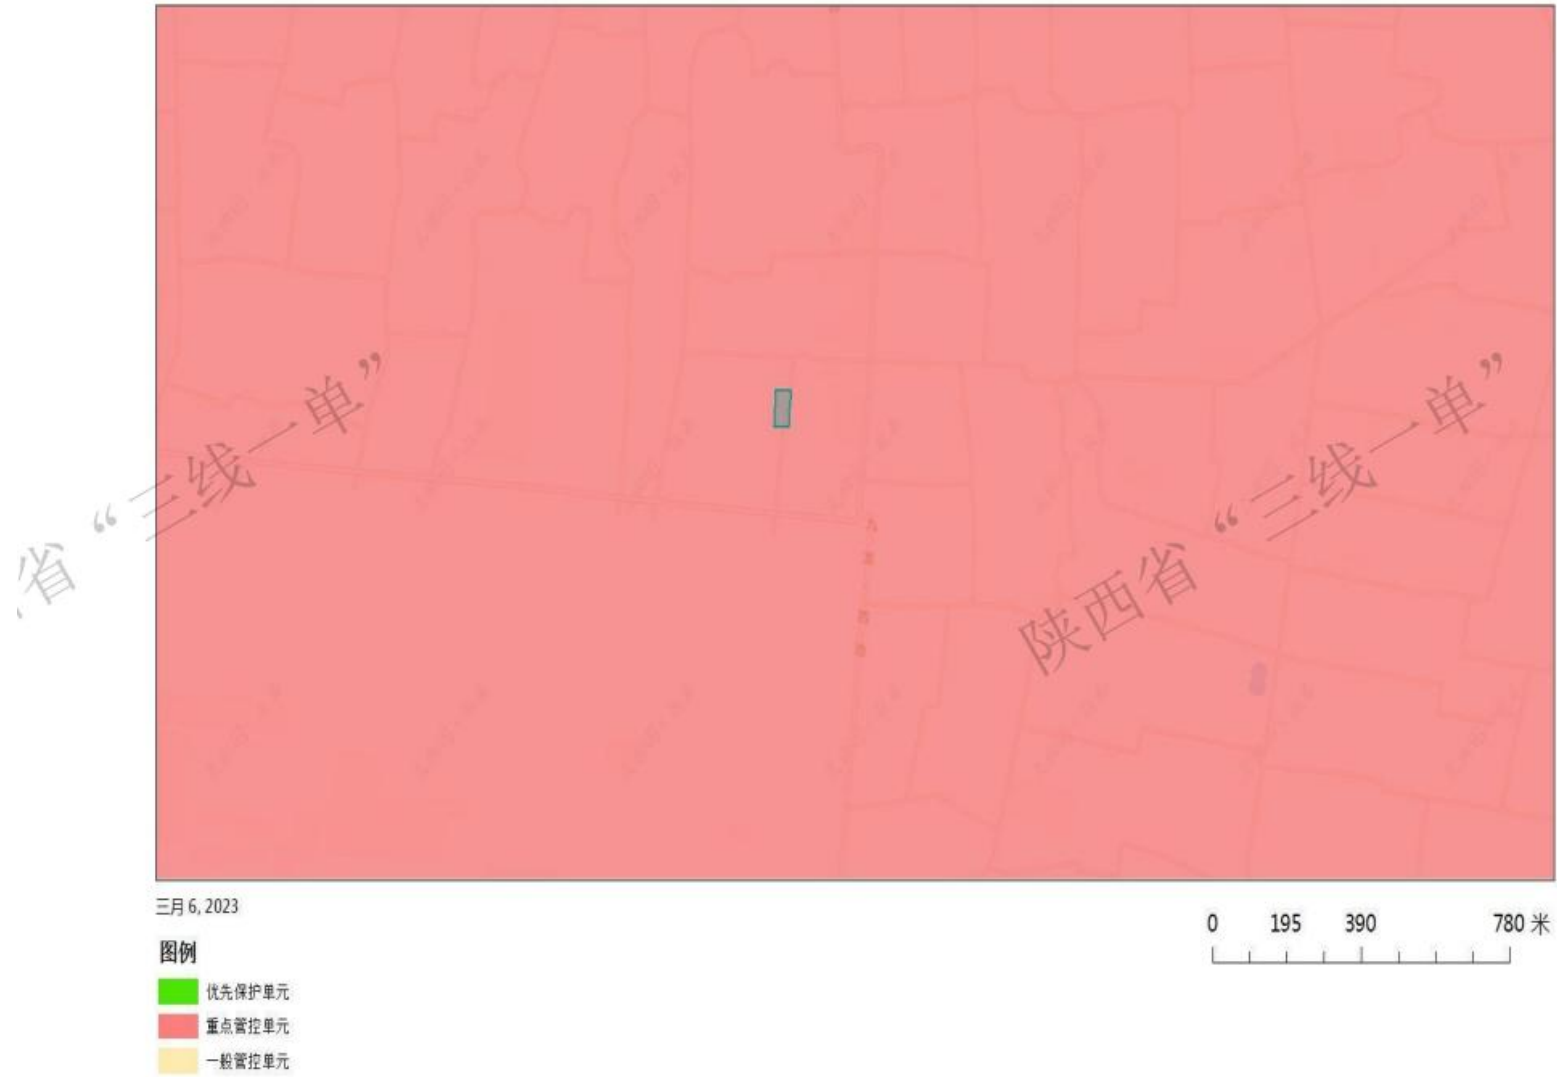 省“三线一单”
陕西省“三线一单”
三月 6, 2023
0 195 390 780 米
图例
优先保护单元
重点管控单元
一般管控单元